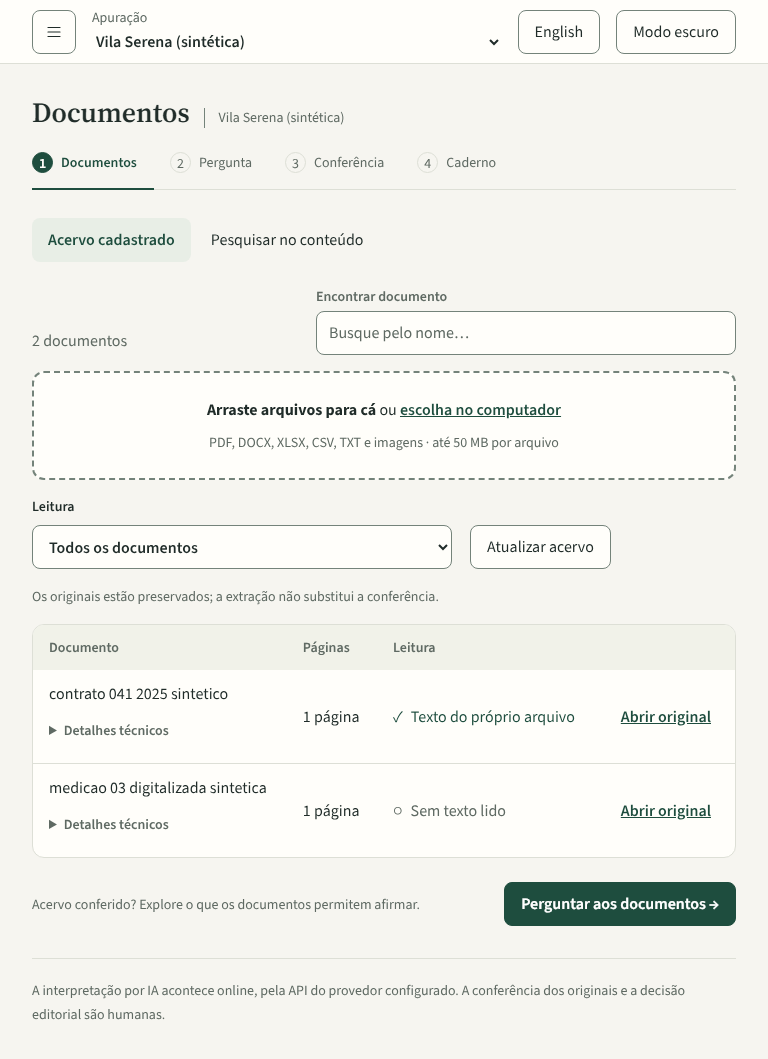 Apuração
Vila Serena (sintética)
English
Modo escuro
Documentos
Vila Serena (sintética)
1 Documentos
2 Pergunta
3 Conferência
4 Caderno
Acervo cadastrado
Pesquisar no conteúdo
Encontrar documento
2 documentos
Busque pelo nome…
Arraste arquivos para cá ou escolha no computador
PDF, DOCX, XLSX, CSV, TXT e imagens · até 50 MB por arquivo
Leitura
Todos os documentos
Atualizar acervo
Os originais estão preservados; a extração não substitui a conferência.
Documento Páginas Leitura
contrato 041 2025 sintetico
▶ Detalhes técnicos
1 página
✓ Texto do próprio arquivo
Abrir original
medicao 03 digitalizada sintetica
▶ Detalhes técnicos
1 página
○ Sem texto lido
Abrir original
Acervo conferido? Explore o que os documentos permitem afirmar.
Perguntar aos documentos →
A interpretação por IA acontece online, pela API do provedor configurado. A conferência dos originais e a decisão
editorial são humanas.